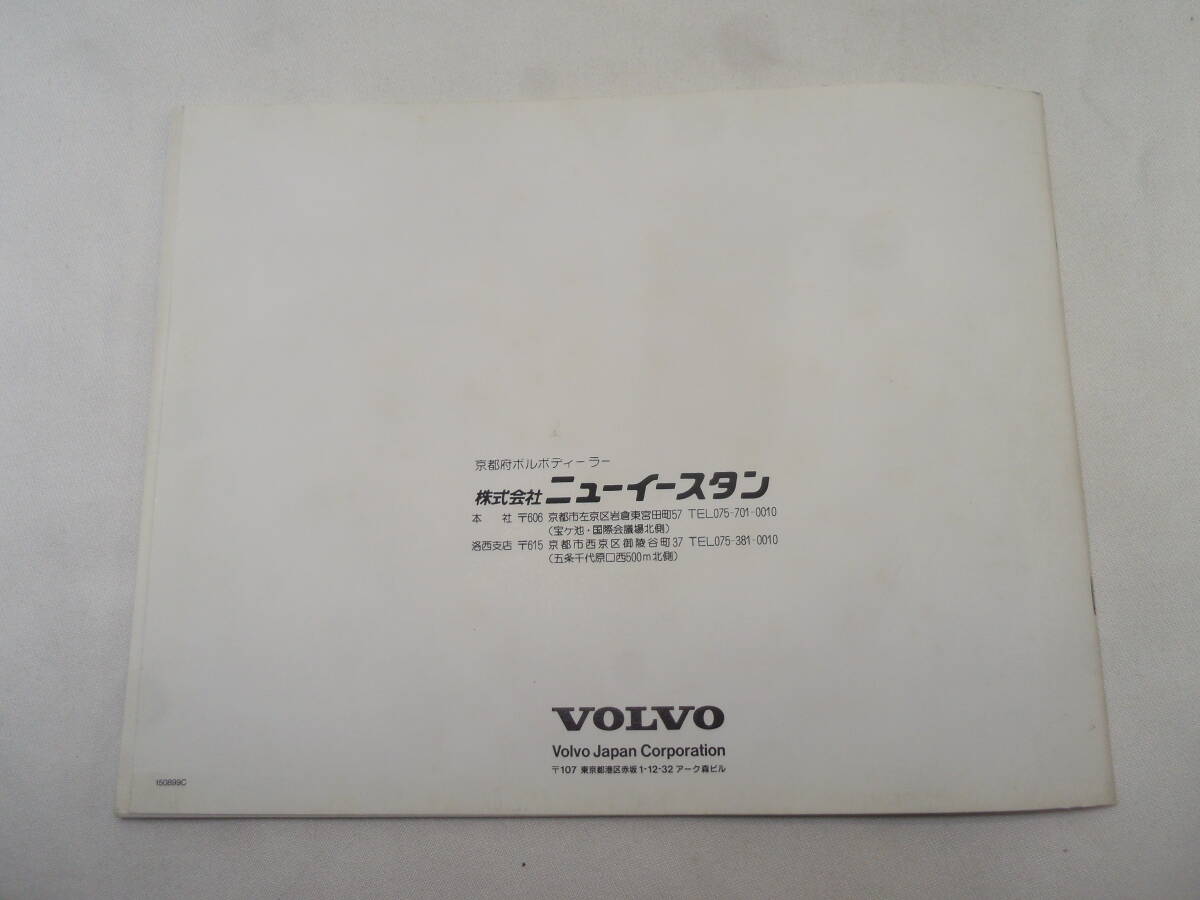 京都府ボルボディーラー
株式会社 ニューイースタン
本　社 〒606 京都市左京区岩倉東宮田町57 TEL075-701-0010
(宝ケ池・国際会議場北側)
洛西支店 〒615 京都市西京区御陵谷町37 TEL075-381-0010
(五条千代原口西500m北側)
VOLVO
Volvo Japan Corporation
〒107 東京都港区赤坂1-12-32 アーク森ビル
150899C